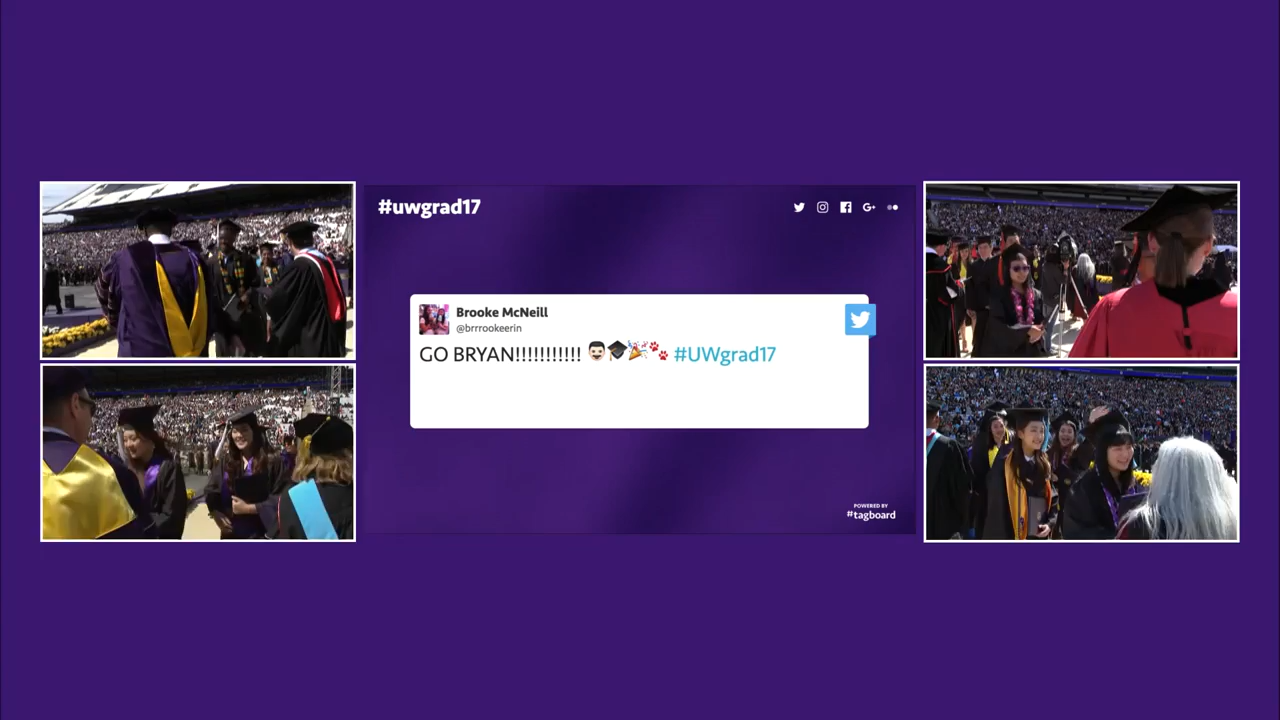 #uwgrad17
Brooke McNeill
@brrrookeerin
GO BRYAN!!!!!!!!!!! 👨🏻🎓🎉🐾 #UWgrad17
POWERED BY
#tagboard